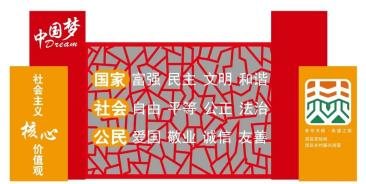 中国梦
Dream
社会主义
核心
价值观
国家 富强 民主 文明 和谐
社会 自由 平等 公正 法治
公民 爱国 敬业 诚信 友善